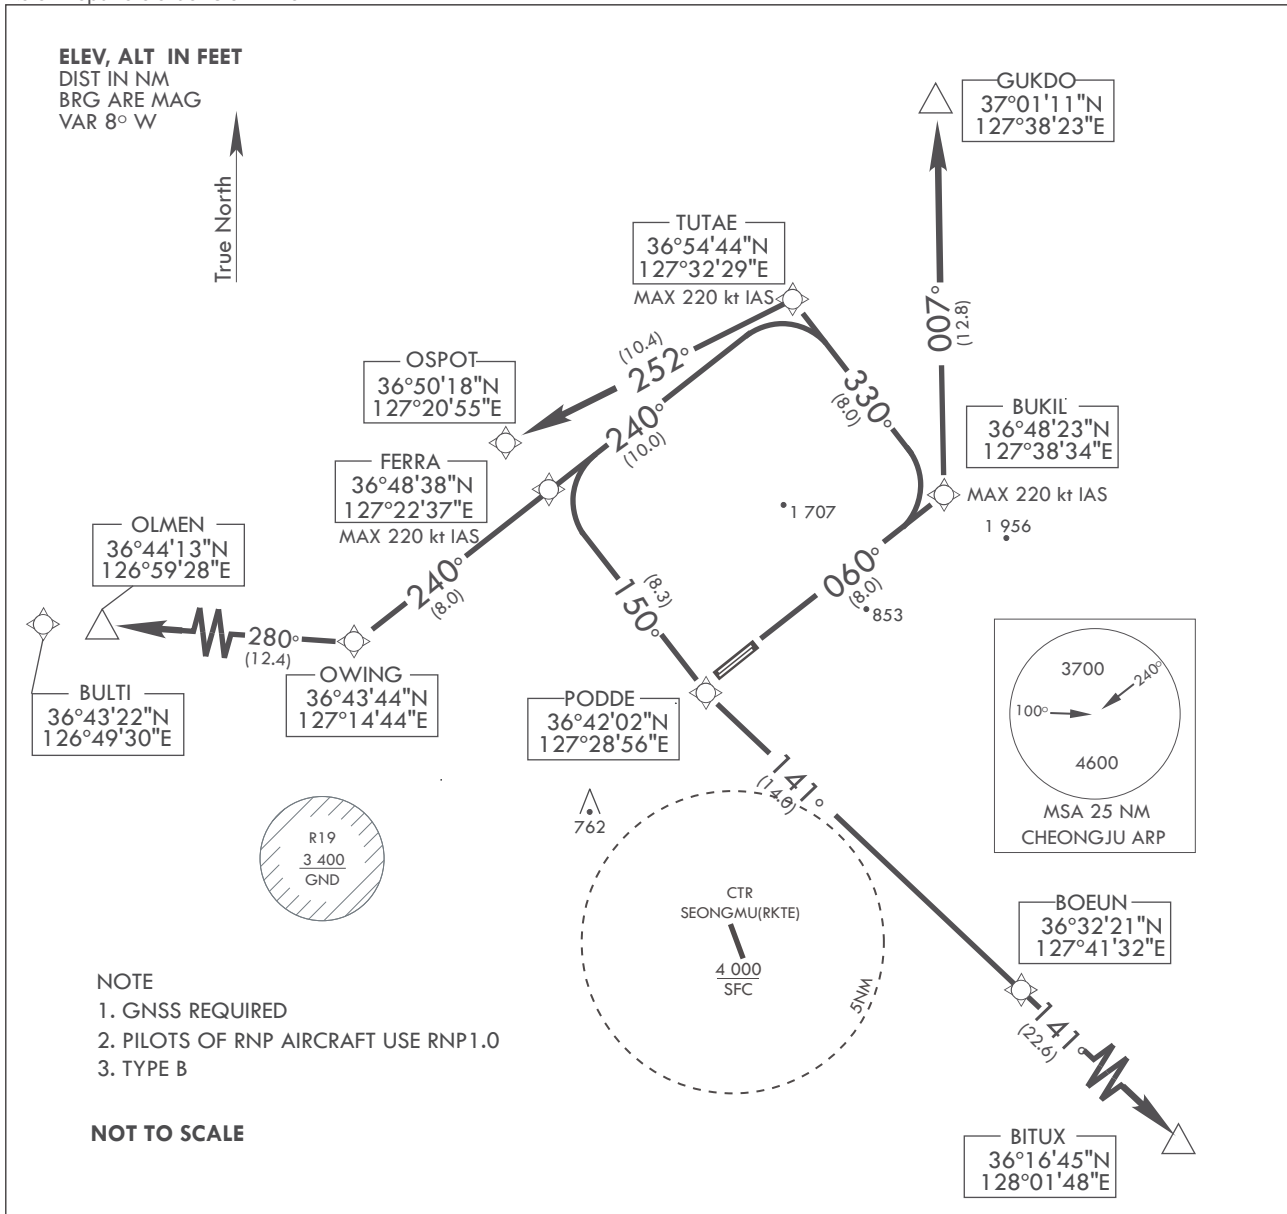 ELEV, ALT IN FEET
DIST IN NM
BRG ARE MAG
VAR 8° W
True North
GUKDO
37°01'11"N
127°38'23"E
TUTAE
36°54'44"N
127°32'29"E
MAX 220 kt IAS
007°
(12.8)
OSPOT
36°50'18"N
127°20'55"E
(10.4)
252°
240°
(10.0)
330°
(8.0)
BUKIL
36°48'23"N
127°38'34"E
MAX 220 kt IAS
FERRA
36°48'38"N
127°22'37"E
MAX 220 kt IAS
1 707
1 956
OLMEN
36°44'13"N
126°59'28"E
240°
(8.0)
(8.3)
150°
060°
(8.0)
853
280°
(12.4)
OWING
36°43'44"N
127°14'44"E
BULTI
36°43'22"N
126°49'30"E
PODDE
36°42'02"N
127°28'56"E
3700
240°
100°
4600
MSA 25 NM
CHEONGJU ARP
141°
(14.0)
762
R19
3 400
GND
CTR
SEONGMU(RKTE)
4 000
SFC
5NM
BOEUN
36°32'21"N
127°41'32"E
141°
(22.6)
NOTE
1. GNSS REQUIRED
2. PILOTS OF RNP AIRCRAFT USE RNP1.0
3. TYPE B
NOT TO SCALE
BITUX
36°16'45"N
128°01'48"E